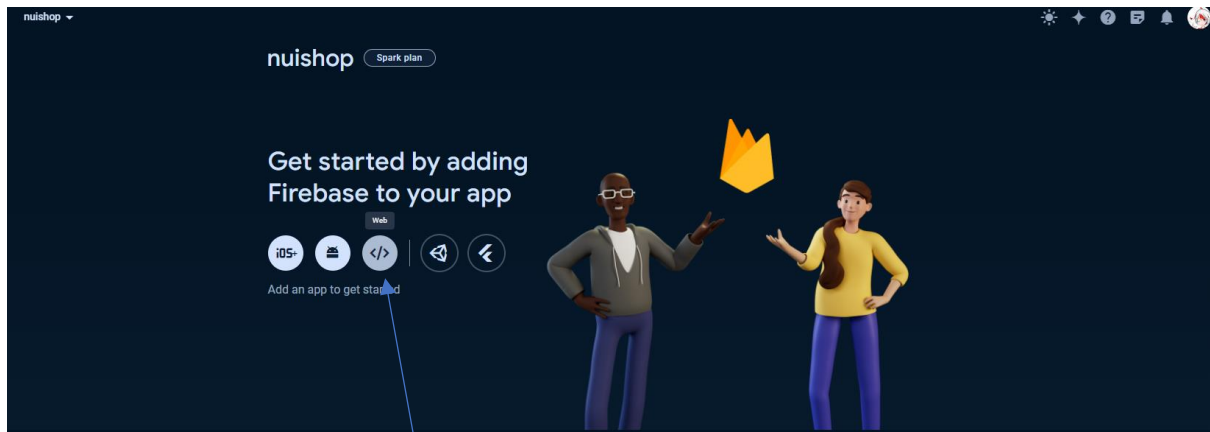 nuishop
nuishop Spark plan
Get started by adding
Firebase to your app
Web
iOS+ </>
Add an app to get started